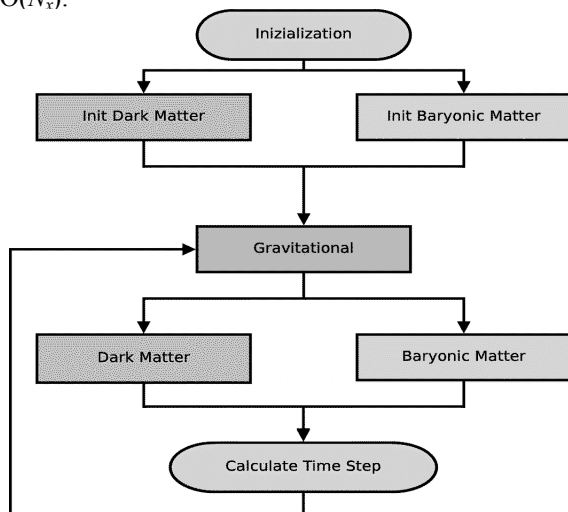 O(Nₓ).
Inizialization
Init Dark Matter
Init Baryonic Matter
Gravitational
Dark Matter
Baryonic Matter
Calculate Time Step